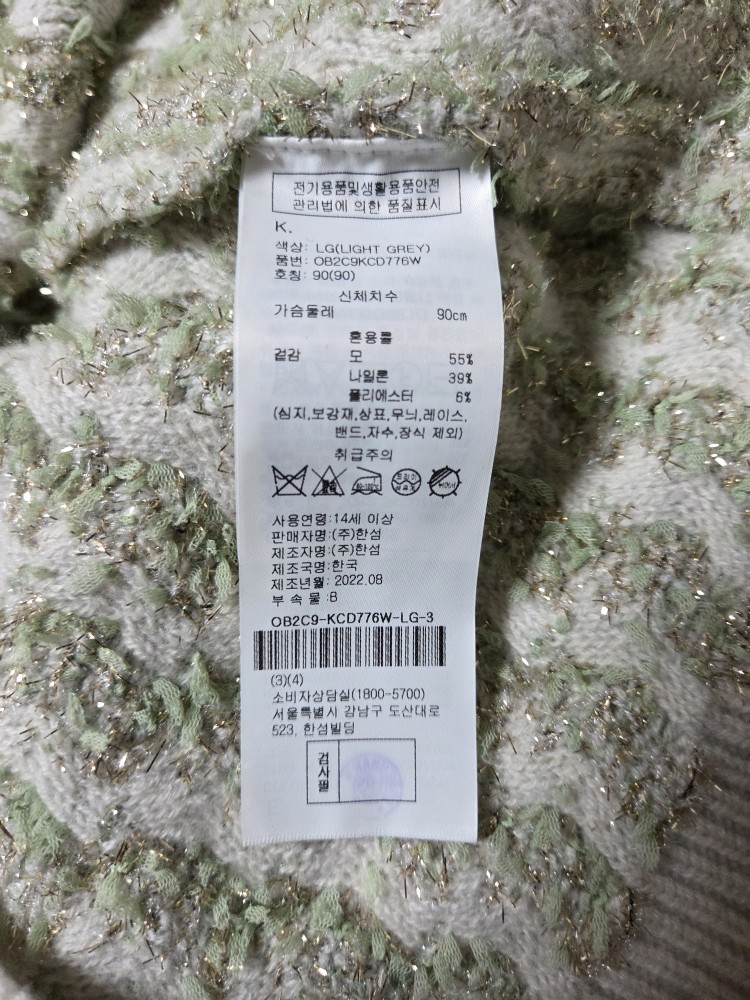 전기용품및생활용품안전
관리법에 의한 품질표시
K.
색상: LG(LIGHT GREY)
품번: OB2C9KCD776W
호칭: 90(90)
신체치수
가슴둘레 90cm
혼용률
겉감 모 55%
나일론 39%
폴리에스터 6%
(심지,보강재,상표,무늬,레이스,
밴드,자수,장식 제외)
취급주의
사용연령:14세 이상
판매자명:(주)한섬
제조자명:(주)한섬
제조국명:한국
제조년월: 2022.08
부 속 물 :B
OB2C9-KCD776W-LG-3
(3)(4)
소비자상담실(1800-5700)
서울특별시 강남구 도산대로
523, 한섬빌딩
검사필